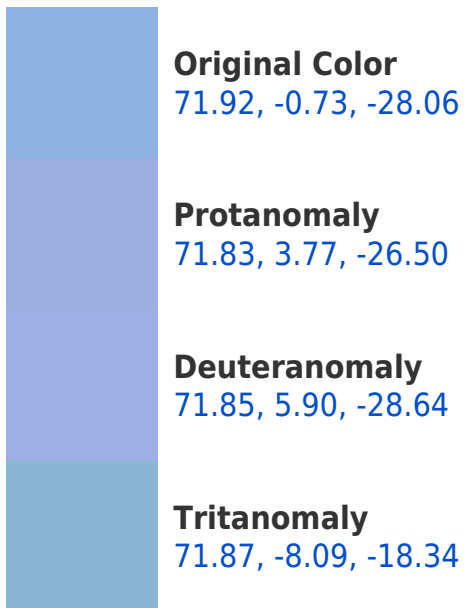 Original Color
71.92, -0.73, -28.06
Protanomaly
71.83, 3.77, -26.50
Deuteranomaly
71.85, 5.90, -28.64
Tritanomaly
71.87, -8.09, -18.34